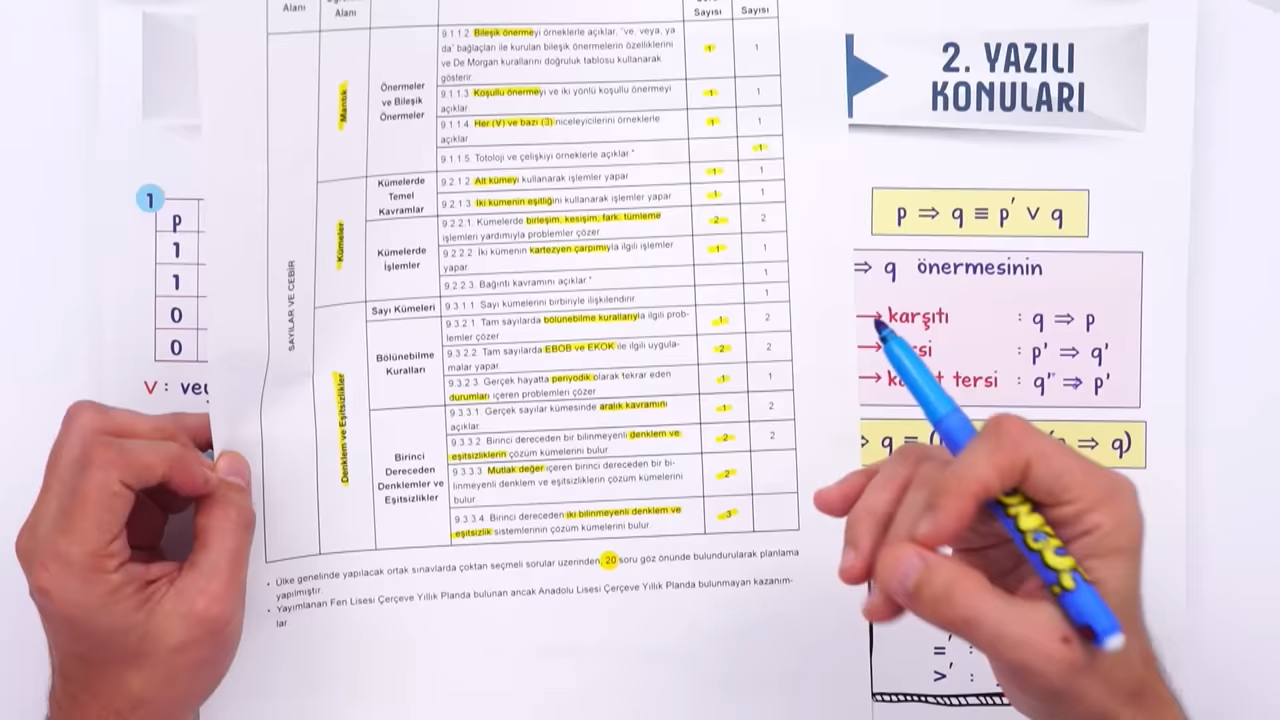 Alanı
Alanı
Sayısı
Sayısı
SAYILAR VE CEBİR
Mantık
Önermeler
ve Bileşik
Önermeler
9.1.1.2. Bileşik önermeyi örneklerle açıklar, "ve, veya, ya
da" bağlaçları ile kurulan bileşik önermelerin özelliklerini
ve De Morgan kurallarını doğruluk tablosu kullanarak
gösterir.
1
1
9.1.1.3. Koşullu önermeyi ve iki yönlü koşullu önermeyi
açıklar.
1
1
9.1.1.4. Her (∀) ve bazı (∃) niceleyicilerini örneklerle
açıklar.
1
1
9.1.1.5. Totoloji ve çelişkiyi örneklerle açıklar.*
1
Kümeler
Kümelerde
Temel
Kavramlar
9.2.1.2. Alt kümeyi kullanarak işlemler yapar.
1
1
9.2.1.3. İki kümenin eşitliğini kullanarak işlemler yapar.
1
1
Kümelerde
İşlemler
9.2.2.1. Kümelerde birleşim, kesişim, fark, tümleme
işlemleri yardımıyla problemler çözer.
2
2
9.2.2.2. İki kümenin kartezyen çarpımıyla ilgili işlemler
yapar.
1
1
9.2.2.3. Bağıntı kavramını açıklar.*
1
Denklem ve Eşitsizlikler
Sayı Kümeleri
9.3.1.1. Sayı kümelerini birbiriyle ilişkilendirir.
1
Bölünebilme
Kuralları
9.3.2.1. Tam sayılarda bölünebilme kurallarıyla ilgili prob-
lemler çözer.
1
2
9.3.2.2. Tam sayılarda EBOB ve EKOK ile ilgili uygula-
malar yapar.
2
2
9.3.2.3. Gerçek hayatta periyodik olarak tekrar eden
durumları içeren problemleri çözer.
1
1
Birinci
Dereceden
Denklemler ve
Eşitsizlikler
9.3.3.1. Gerçek sayılar kümesinde aralık kavramını
açıklar.
1
2
9.3.3.2. Birinci dereceden bir bilinmeyenli denklem ve
eşitsizliklerin çözüm kümelerini bulur.
2
2
9.3.3.3. Mutlak değer içeren birinci dereceden bir bi-
linmeyenli denklem ve eşitsizliklerin çözüm kümelerini
bulur.
2
9.3.3.4. Birinci dereceden iki bilinmeyenli denklem ve
eşitsizlik sistemlerinin çözüm kümelerini bulur.
3
• Ülke genelinde yapılacak ortak sınavlarda çoktan seçmeli sorular üzerinden, 20 soru göz önünde bulundurularak planlama
yapılmıştır.
• Yayımlanan Fen Lisesi Çerçeve Yıllık Planda bulunan ancak Anadolu Lisesi Çerçeve Yıllık Planda bulunmayan kazanım-
lar
2. YAZILI
KONULARI
1
p
1
1
0
0
V :
p ⇒ q ≡ p' ∨ q
⇒ q önermesinin
→ karşıtı : q ⇒ p
: p' ⇒ q'
tersi : q' ⇒ p'
⇒ q
⇒ q)
=' :
>' :